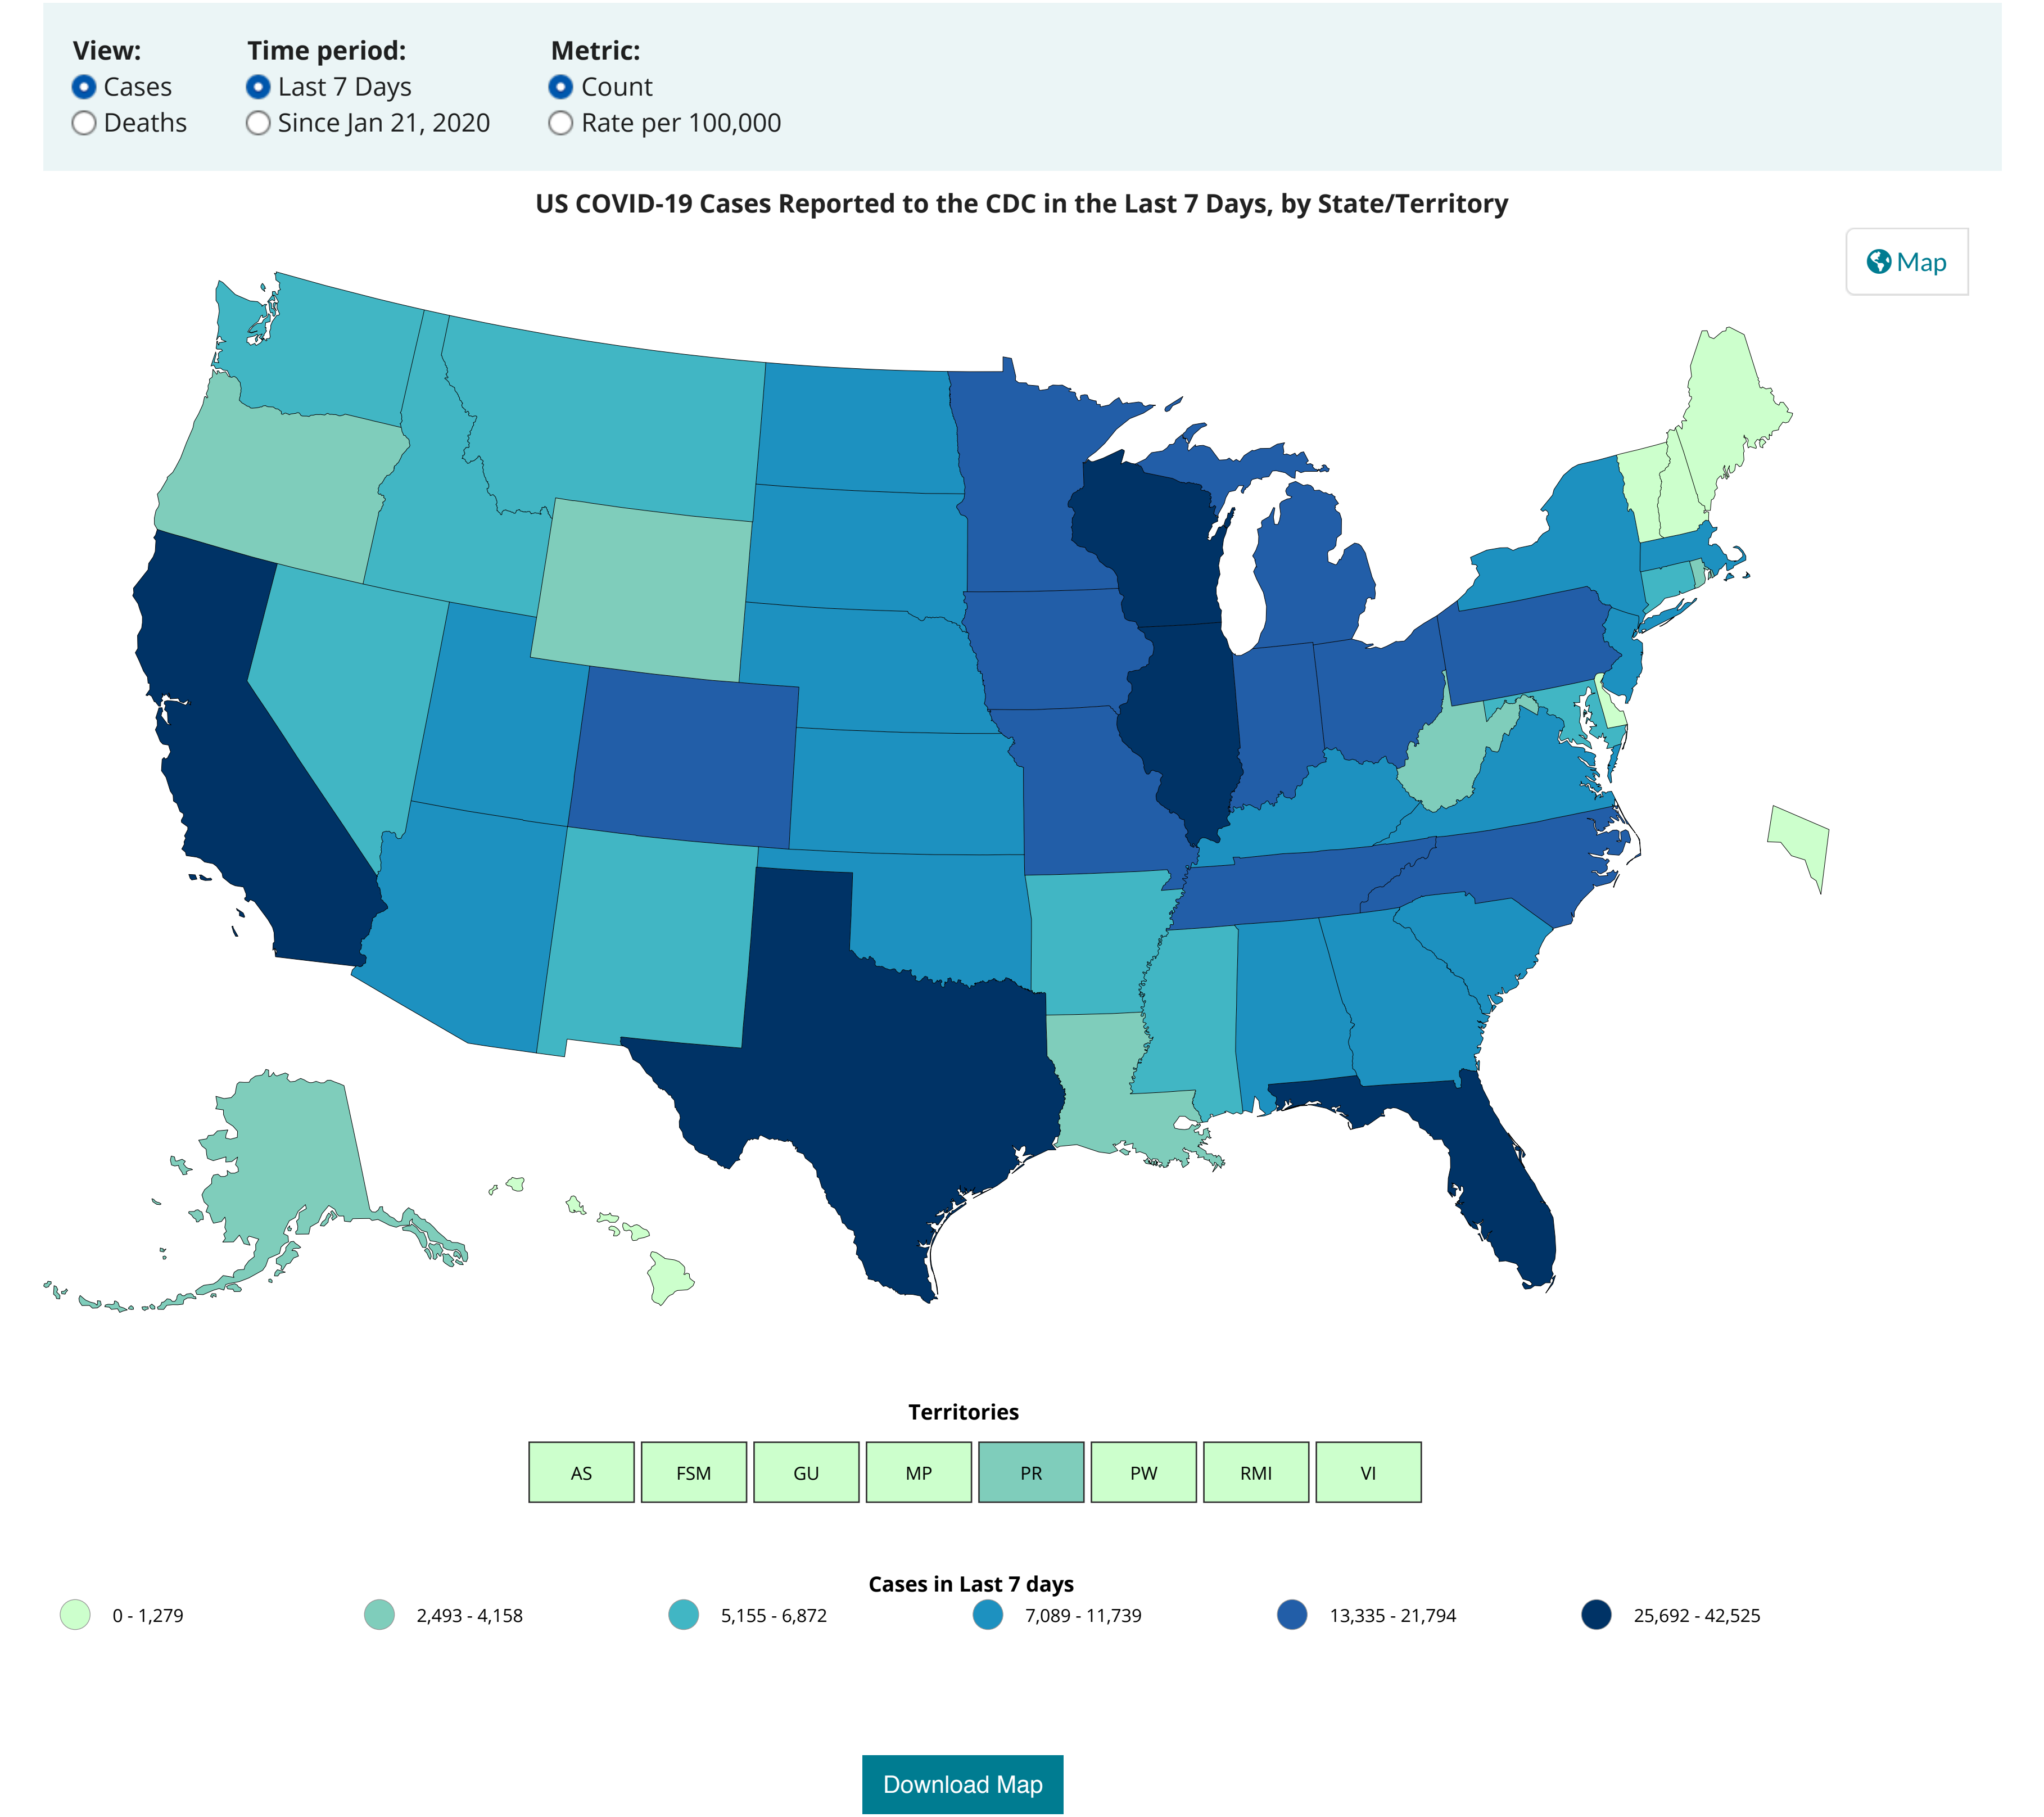 View: Time period: Metric:
Cases Last 7 Days Count
Deaths Since Jan 21, 2020 Rate per 100,000
US COVID-19 Cases Reported to the CDC in the Last 7 Days, by State/Territory
Map
Territories
AS FSM GU MP PR PW RMI VI
Cases in Last 7 days
0 - 1,279 2,493 - 4,158 5,155 - 6,872 7,089 - 11,739 13,335 - 21,794 25,692 - 42,525
Download Map